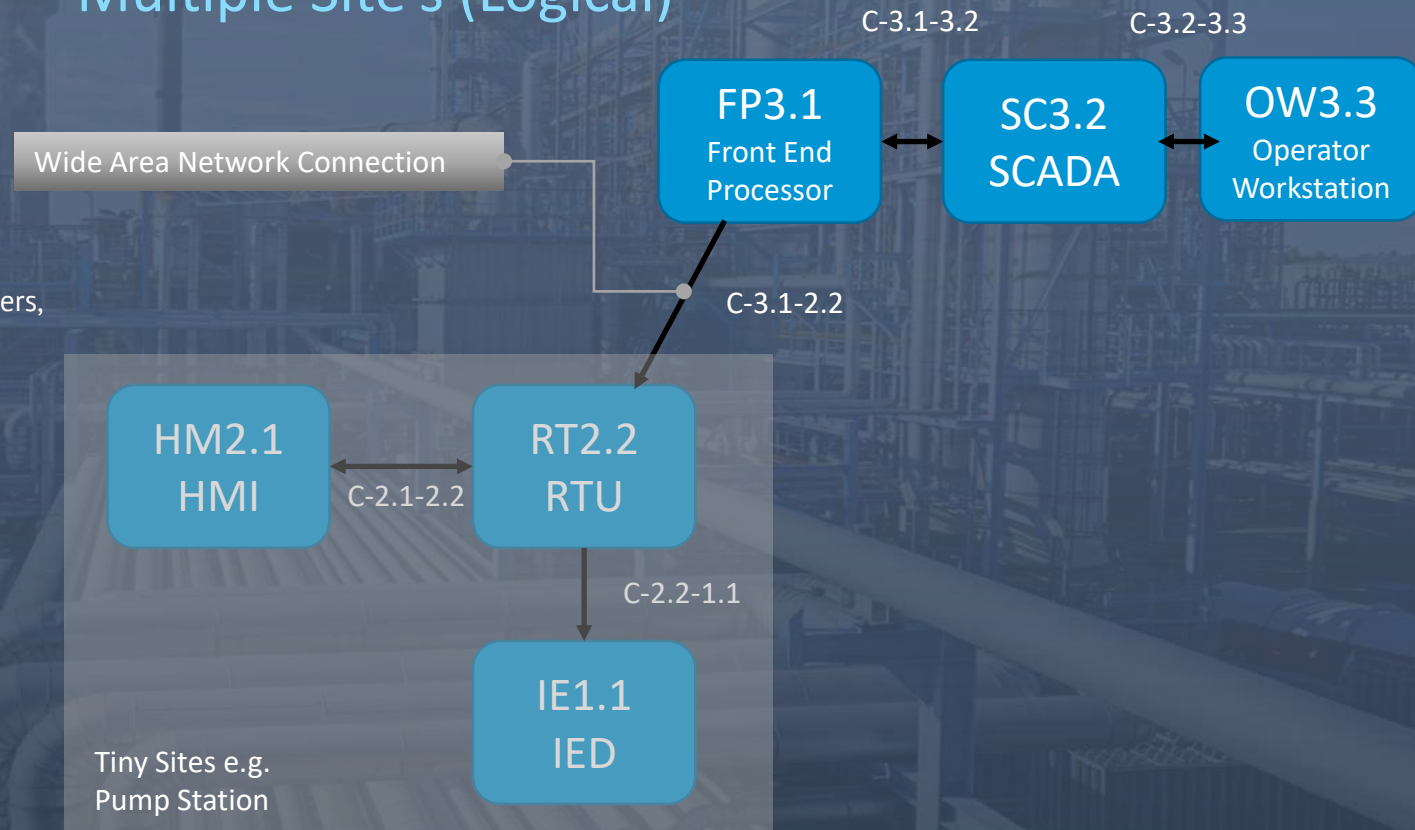 Multiple Site's (Logical)
C-3.1-3.2
C-3.2-3.3
FP3.1
Front End
Processor
SC3.2
SCADA
OW3.3
Operator
Workstation
Wide Area Network Connection
ers,
C-3.1-2.2
HM2.1
HMI
C-2.1-2.2
RT2.2
RTU
C-2.2-1.1
IE1.1
IED
Tiny Sites e.g.
Pump Station